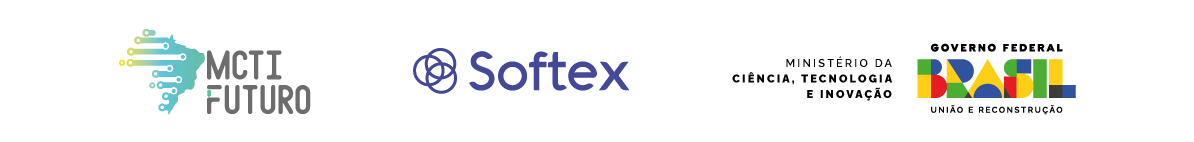 MCTI
FUTURO
Softex
MINISTÉRIO DA
CIÊNCIA, TECNOLOGIA
E INOVAÇÃO
GOVERNO FEDERAL
BRASIL
UNIÃO E RECONSTRUÇÃO